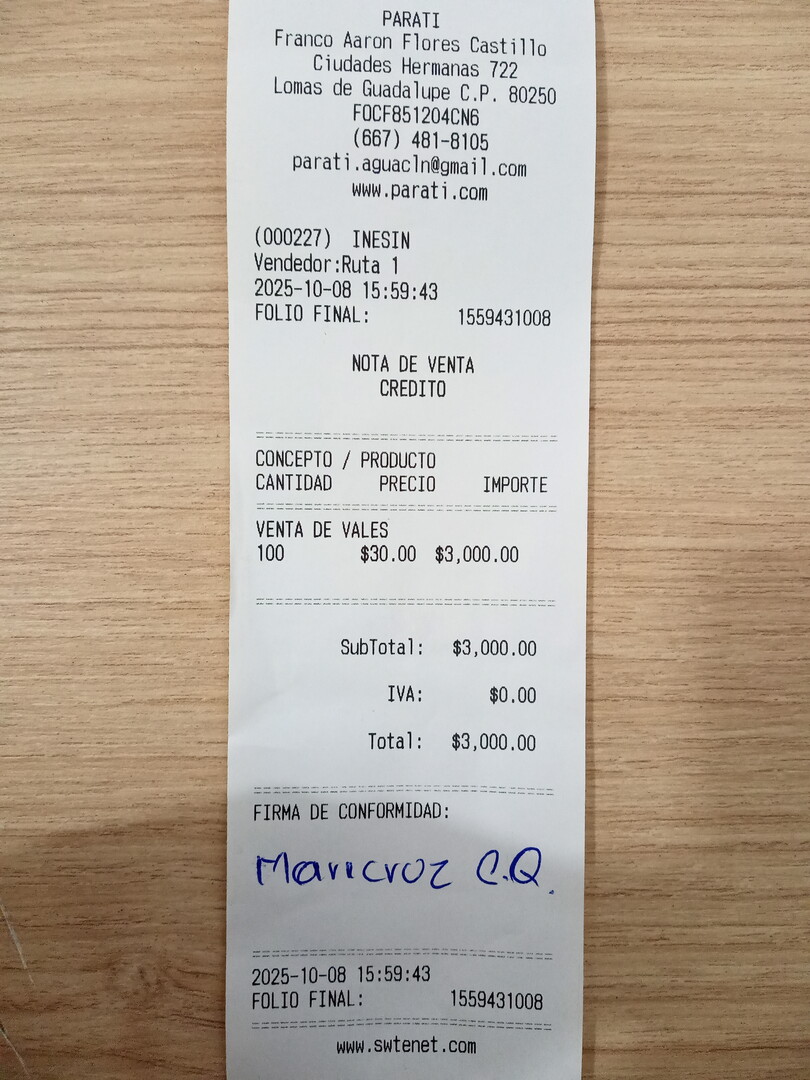 PARATI
Franco Aaron Flores Castillo
Ciudades Hermanas 722
Lomas de Guadalupe C.P. 80250
FOCF851204CN6
(667) 481-8105
parati.aguacln@gmail.com
www.parati.com
(000227) INESIN
Vendedor:Ruta 1
2025-10-08 15:59:43
FOLIO FINAL: 1559431008
NOTA DE VENTA
CREDITO
CONCEPTO / PRODUCTO
CANTIDAD PRECIO IMPORTE
VENTA DE VALES
100 $30.00 $3,000.00
SubTotal: $3,000.00
IVA: $0.00
Total: $3,000.00
FIRMA DE CONFORMIDAD:
Maricruz C.Q.
2025-10-08 15:59:43
FOLIO FINAL: 1559431008
www.swtenet.com